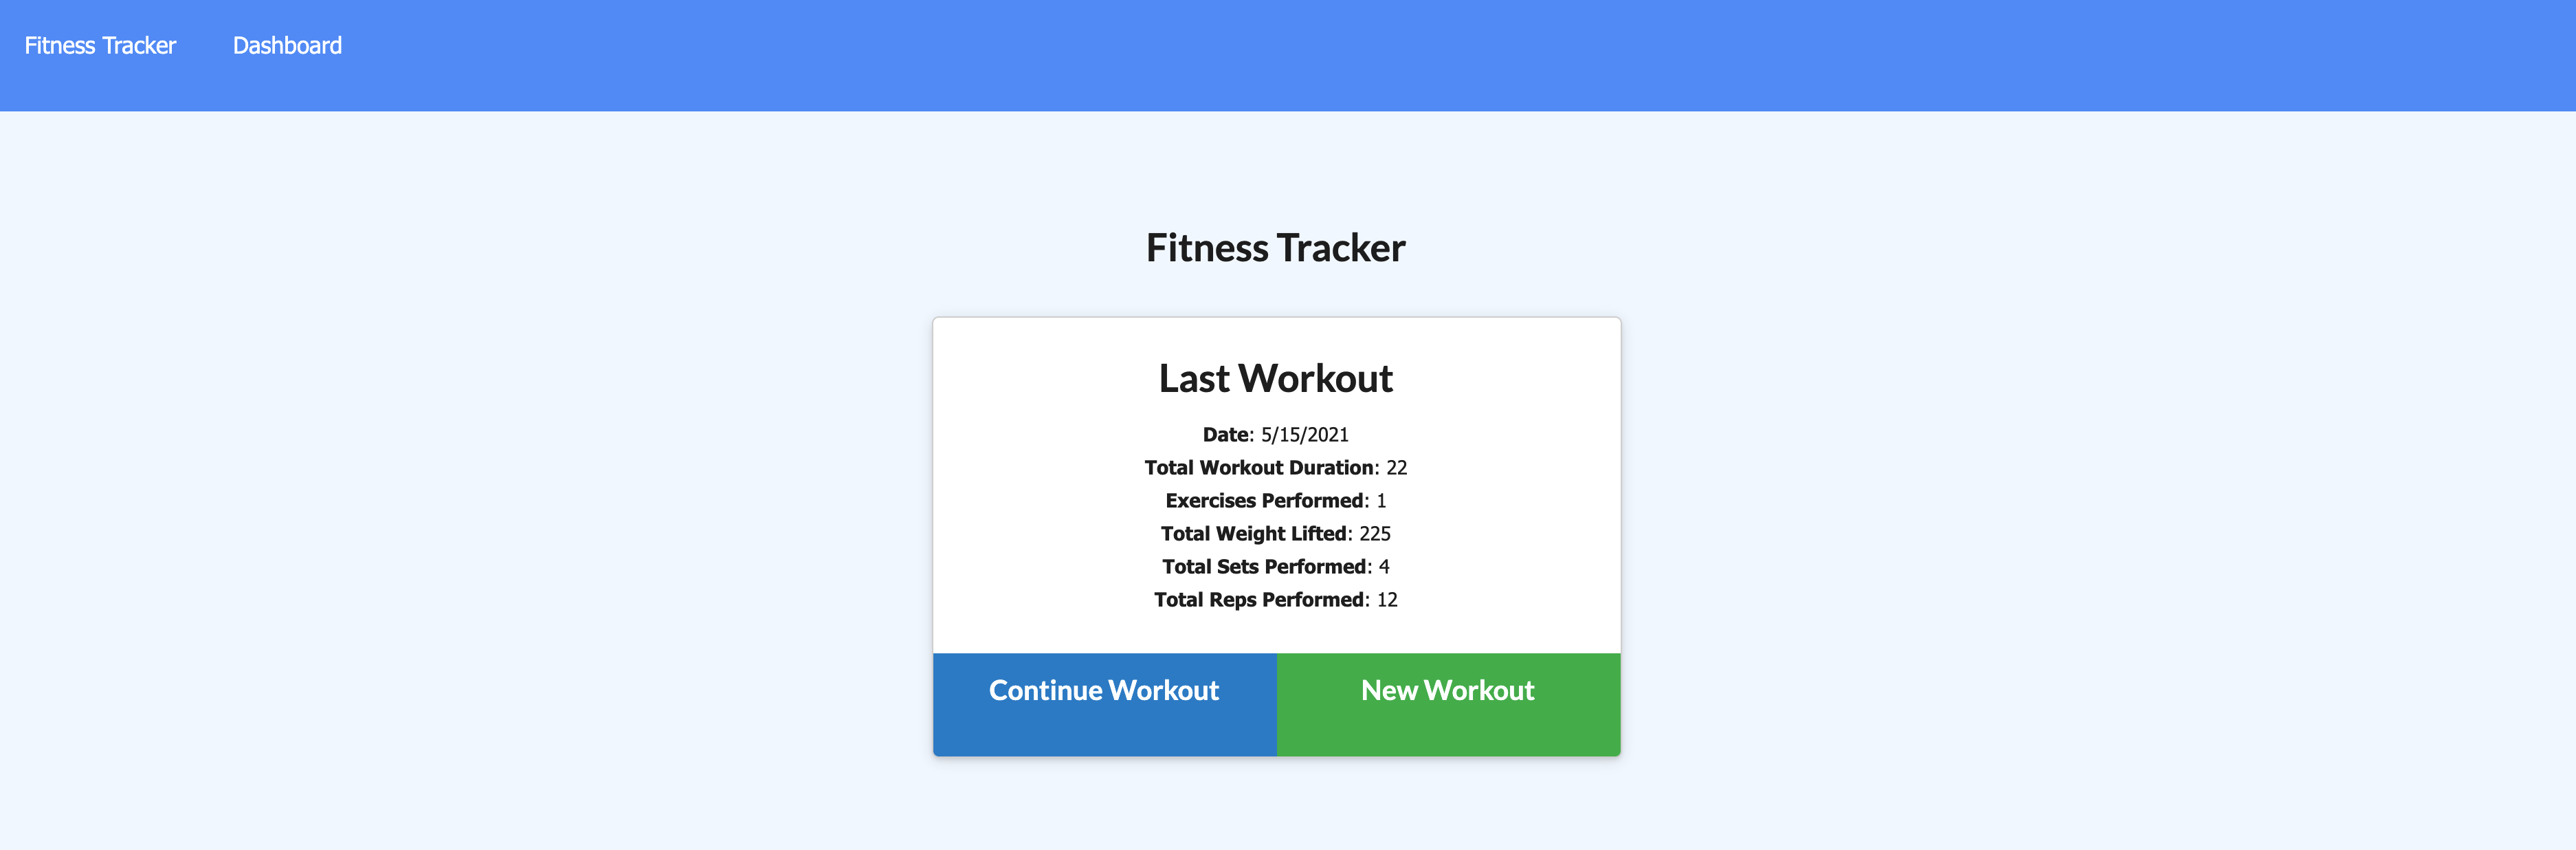 Fitness Tracker Dashboard
Fitness Tracker
Last Workout
Date: 5/15/2021
Total Workout Duration: 22
Exercises Performed: 1
Total Weight Lifted: 225
Total Sets Performed: 4
Total Reps Performed: 12
Continue Workout New Workout